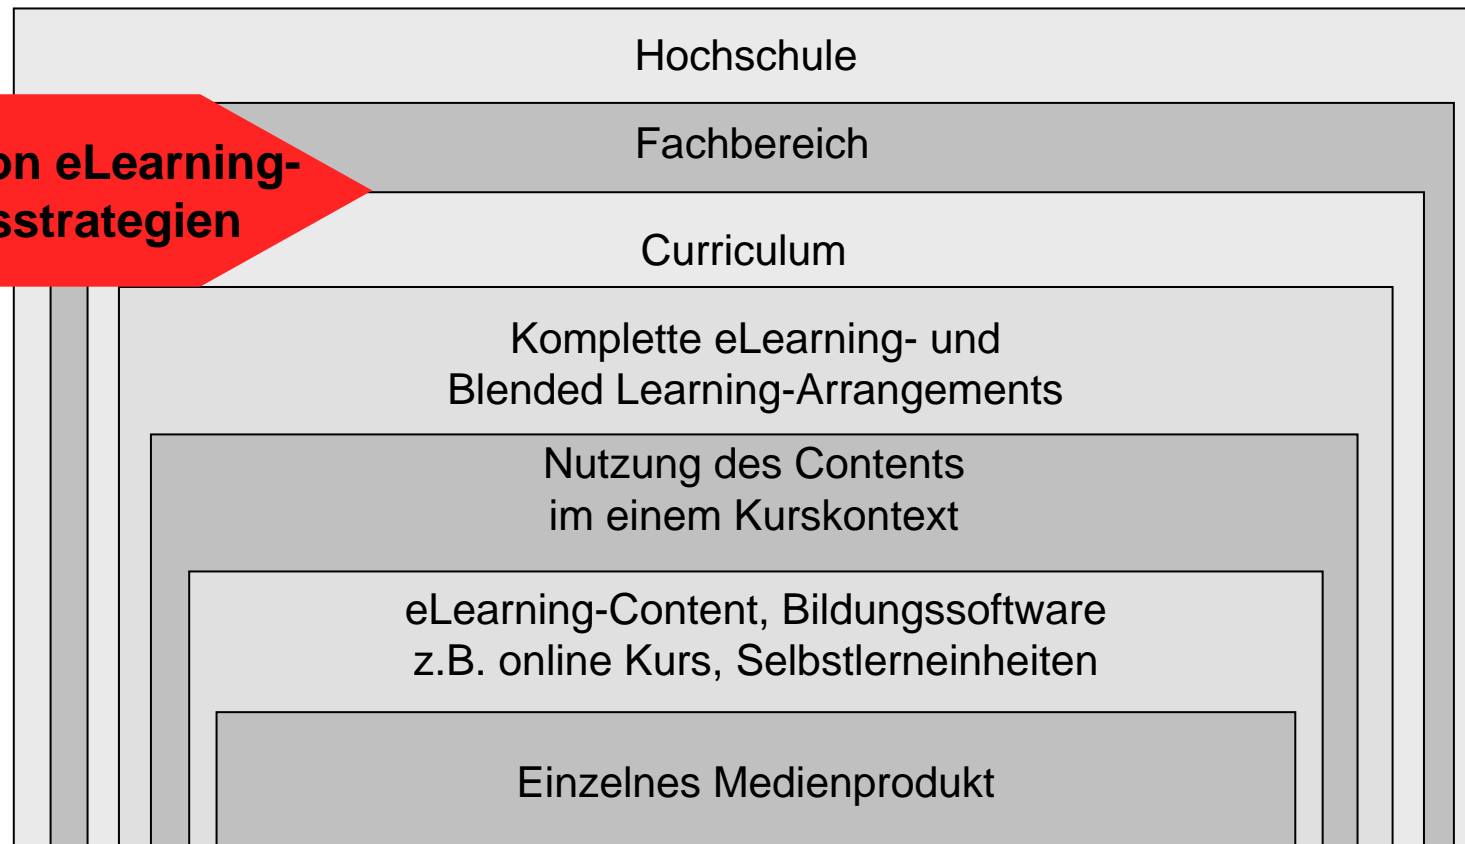 Hochschule
Fachbereich
on eLearning-
sstrategien
Curriculum
Komplette eLearning- und
Blended Learning-Arrangements
Nutzung des Contents
im einem Kurskontext
eLearning-Content, Bildungssoftware
z.B. online Kurs, Selbstlerneinheiten
Einzelnes Medienprodukt